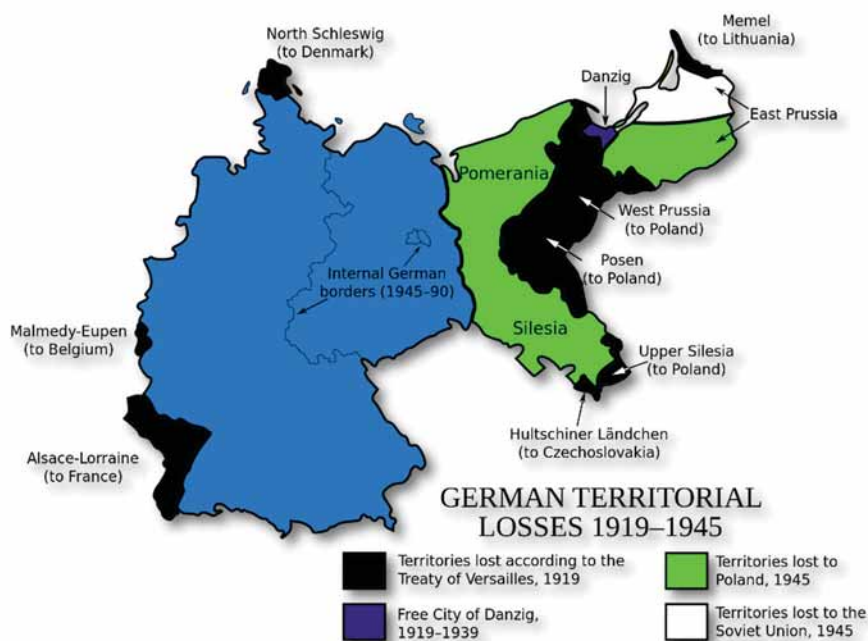 North Schleswig
(to Denmark)
Memel
(to Lithuania)
Danzig
East Prussia
Pomerania
West Prussia
(to Poland)
Posen
(to Poland)
Internal German
borders (1945–90)
Malmedy-Eupen
(to Belgium)
Silesia
Upper Silesia
(to Poland)
Hultschiner Ländchen
(to Czechoslovakia)
Alsace-Lorraine
(to France)
GERMAN TERRITORIAL
LOSSES 1919–1945
Territories lost according to the
Treaty of Versailles, 1919
Territories lost to
Poland, 1945
Free City of Danzig,
1919–1939
Territories lost to the
Soviet Union, 1945